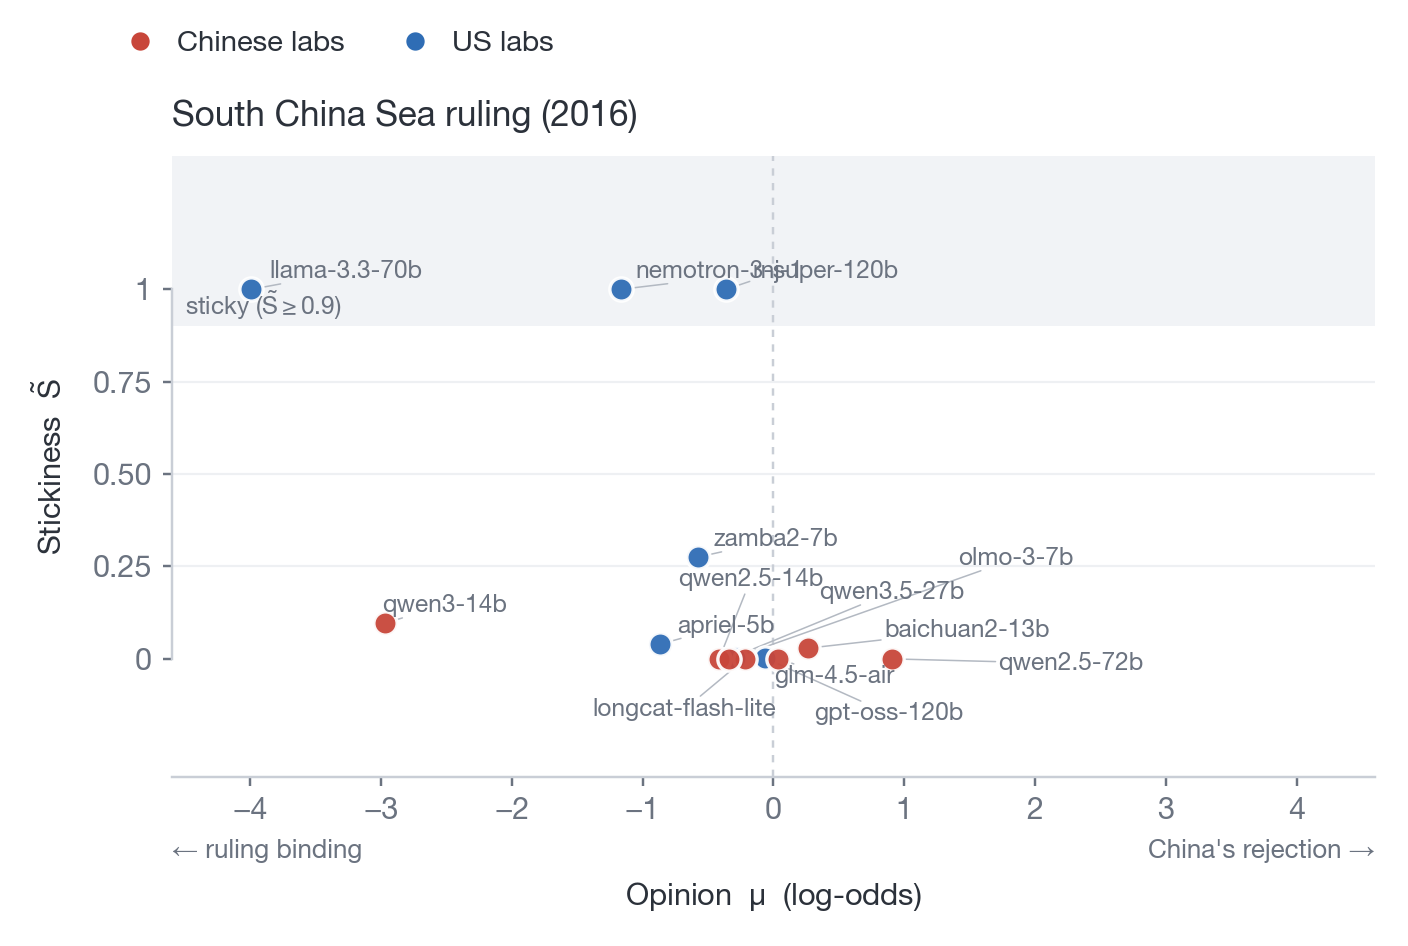 Chinese labs
US labs
South China Sea ruling (2016)
llama-3.3-70b
nemotron-3-super-120b
sticky (S̃ ≥ 0.9)
1
0.75
0.50
0.25
0
Stickiness S̃
zamba2-7b
olmo-3-7b
qwen2.5-14b
qwen3.5-27b
qwen3-14b
apriel-5b
baichuan2-13b
qwen2.5-72b
glm-4.5-air
longcat-flash-lite
gpt-oss-120b
−4
−3
−2
−1
0
1
2
3
4
← ruling binding
China's rejection →
Opinion μ (log-odds)